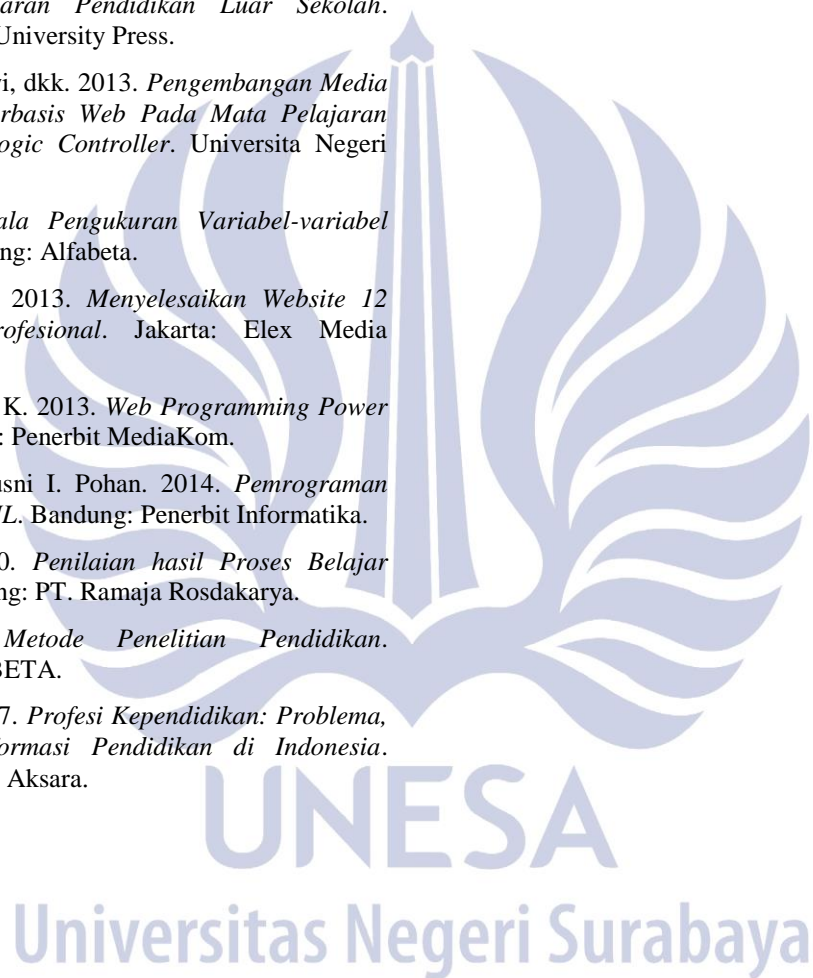 aran Pendidikan Luar Sekolah.
University Press.
i, dkk. 2013. Pengembangan Media
rbasis Web Pada Mata Pelajaran
ogic Controller. Universita Negeri
ala Pengukuran Variabel-variabel
ng: Alfabeta.
2013. Menyelesaikan Website 12
rofesional. Jakarta: Elex Media
K. 2013. Web Programming Power
: Penerbit MediaKom.
usni I. Pohan. 2014. Pemrograman
L. Bandung: Penerbit Informatika.
0. Penilaian hasil Proses Belajar
ng: PT. Ramaja Rosdakarya.
Metode Penelitian Pendidikan.
BETA.
7. Profesi Kependidikan: Problema,
ormasi Pendidikan di Indonesia.
Aksara.
UNESA
Universitas Negeri Surabaya